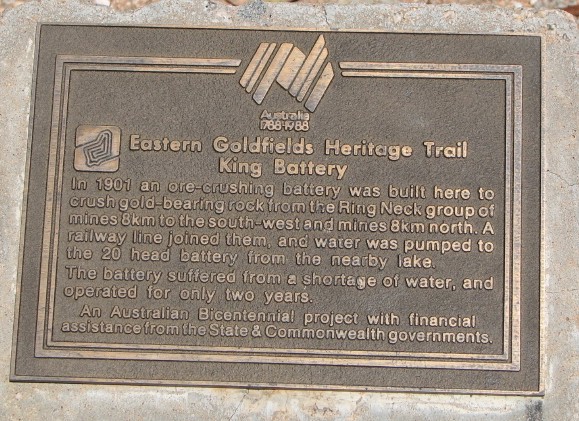 Australia
1788-1988
Eastern Goldfields Heritage Trail
King Battery
In 1901 an ore-crushing battery was built here to
crush gold-bearing rock from the Ring Neck group of
mines 8km to the south-west and mines 8km north. A
railway line joined them, and water was pumped to
the 20 head battery from the nearby lake.
The battery suffered from a shortage of water, and
operated for only two years.
An Australian Bicentennial project with financial
assistance from the State & Commonwealth governments.